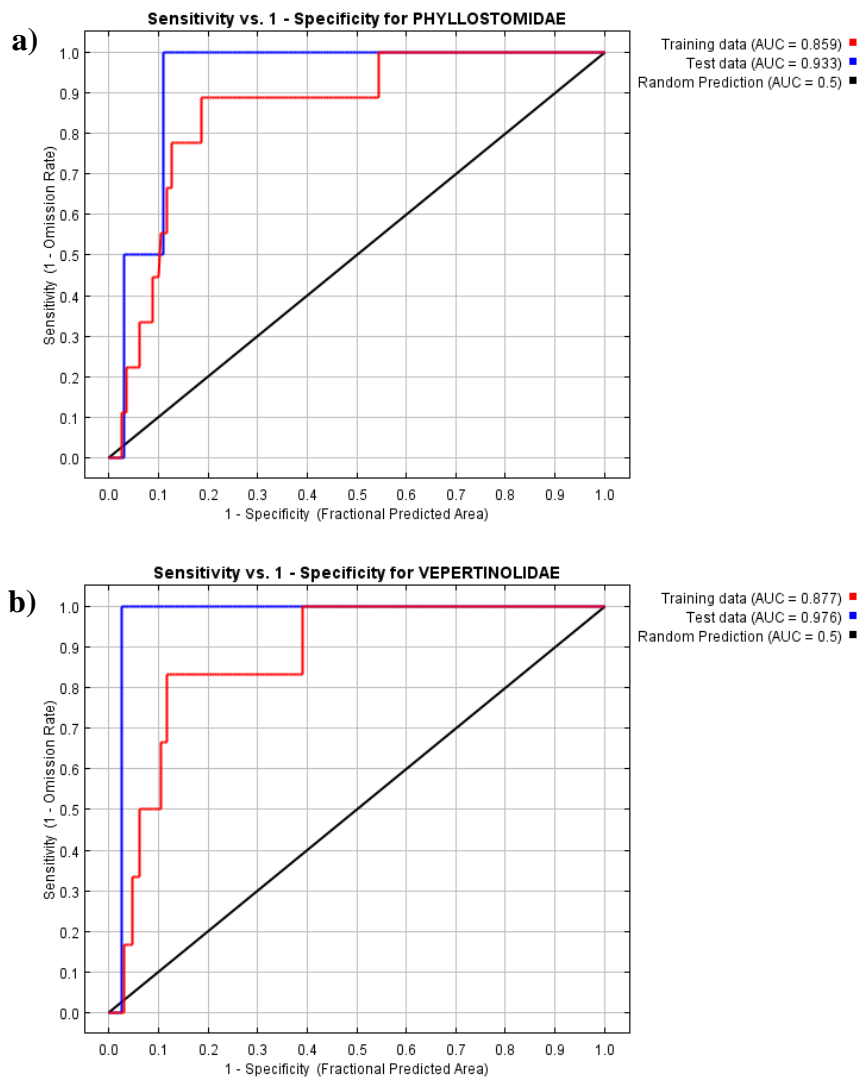 a)
Sensitivity vs. 1 - Specificity for PHYLLOSTOMIDAE
Training data (AUC = 0.859)
Test data (AUC = 0.933)
Random Prediction (AUC = 0.5)
Sensitivity (1 - Omission Rate)
1.0
0.9
0.8
0.7
0.6
0.5
0.4
0.3
0.2
0.1
0.0
0.0 0.1 0.2 0.3 0.4 0.5 0.6 0.7 0.8 0.9 1.0
1 - Specificity (Fractional Predicted Area)
b)
Sensitivity vs. 1 - Specificity for VEPERTINOLIDAE
Training data (AUC = 0.877)
Test data (AUC = 0.976)
Random Prediction (AUC = 0.5)
Sensitivity (1 - Omission Rate)
1.0
0.9
0.8
0.7
0.6
0.5
0.4
0.3
0.2
0.1
0.0
0.0 0.1 0.2 0.3 0.4 0.5 0.6 0.7 0.8 0.9 1.0
1 - Specificity (Fractional Predicted Area)